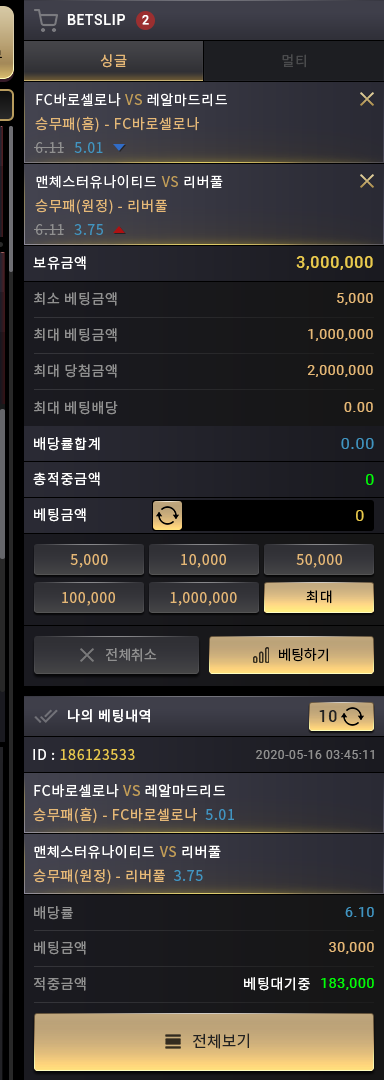 BETSLIP 2
싱글 멀티
FC바로셀로나 VS 레알마드리드
승무패(홈) - FC바로셀로나
6.11 5.01
맨체스터유나이티드 VS 리버풀
승무패(원정) - 리버풀
6.11 3.75
보유금액 3,000,000
최소 베팅금액 5,000
최대 베팅금액 1,000,000
최대 당첨금액 2,000,000
최대 베팅배당 0.00
배당률합계 0.00
총적중금액 0
베팅금액 0
5,000 10,000 50,000
100,000 1,000,000 최대
전체취소 베팅하기
나의 베팅내역 10
ID : 186123533 2020-05-16 03:45:11
FC바로셀로나 VS 레알마드리드
승무패(홈) - FC바로셀로나 5.01
맨체스터유나이티드 VS 리버풀
승무패(원정) - 리버풀 3.75
배당률 6.10
베팅금액 30,000
적중금액 베팅대기중 183,000
전체보기